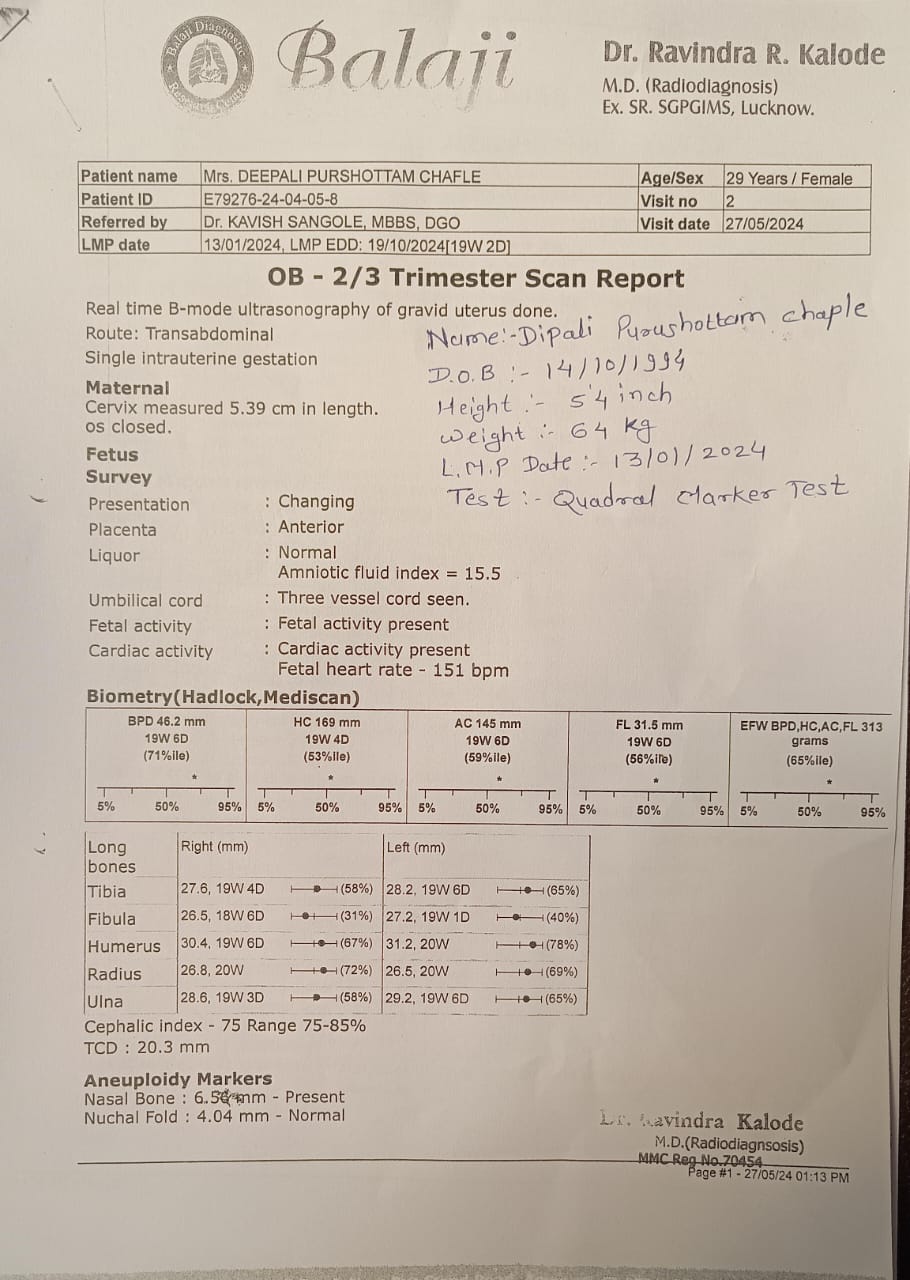 Balaji Diagnostic
Research Centre
Balaji
Dr. Ravindra R. Kalode
M.D. (Radiodiagnosis)
Ex. SR. SGPGIMS, Lucknow.
Patient name Mrs. DEEPALI PURSHOTTAM CHAFLE Age/Sex 29 Years / Female
Patient ID E79276-24-04-05-8 Visit no 2
Referred by Dr. KAVISH SANGOLE, MBBS, DGO Visit date 27/05/2024
LMP date 13/01/2024, LMP EDD: 19/10/2024[19W 2D]
OB - 2/3 Trimester Scan Report
Real time B-mode ultrasonography of gravid uterus done.
Route: Transabdominal
Single intrauterine gestation
Name:-Dipali Purushottam chaple
D.O.B :- 14/10/1994
Height :- 5'4 inch
weight :- 64 kg
L.M.P Date :- 13/01/2024
Test :- Quadral Marker Test
Maternal
Cervix measured 5.39 cm in length.
os closed.
Fetus
Survey
Presentation : Changing
Placenta : Anterior
Liquor : Normal
Amniotic fluid index = 15.5
Umbilical cord : Three vessel cord seen.
Fetal activity : Fetal activity present
Cardiac activity : Cardiac activity present
Fetal heart rate - 151 bpm
Biometry(Hadlock,Mediscan)
BPD 46.2 mm HC 169 mm AC 145 mm FL 31.5 mm EFW BPD,HC,AC,FL 313
19W 6D 19W 4D 19W 6D 19W 6D grams
(71%ile) (53%ile) (59%ile) (56%ile) (65%ile)
* * * * *
5% 50% 95% 5% 50% 95% 5% 50% 95% 5% 50% 95% 5% 50% 95%
Long Right (mm) Left (mm)
bones
Tibia 27.6, 19W 4D (58%) 28.2, 19W 6D (65%)
Fibula 26.5, 18W 6D (31%) 27.2, 19W 1D (40%)
Humerus 30.4, 19W 6D (67%) 31.2, 20W (78%)
Radius 26.8, 20W (72%) 26.5, 20W (69%)
Ulna 28.6, 19W 3D (58%) 29.2, 19W 6D (65%)
Cephalic index - 75 Range 75-85%
TCD : 20.3 mm
Aneuploidy Markers
Nasal Bone : mm - Present
Nuchal Fold : 4.04 mm - Normal
Dr. Ravindra Kalode
M.D.(Radiodiagnsosis)
MMC Reg No.70454
Page #1 - 27/05/24 01:13 PM